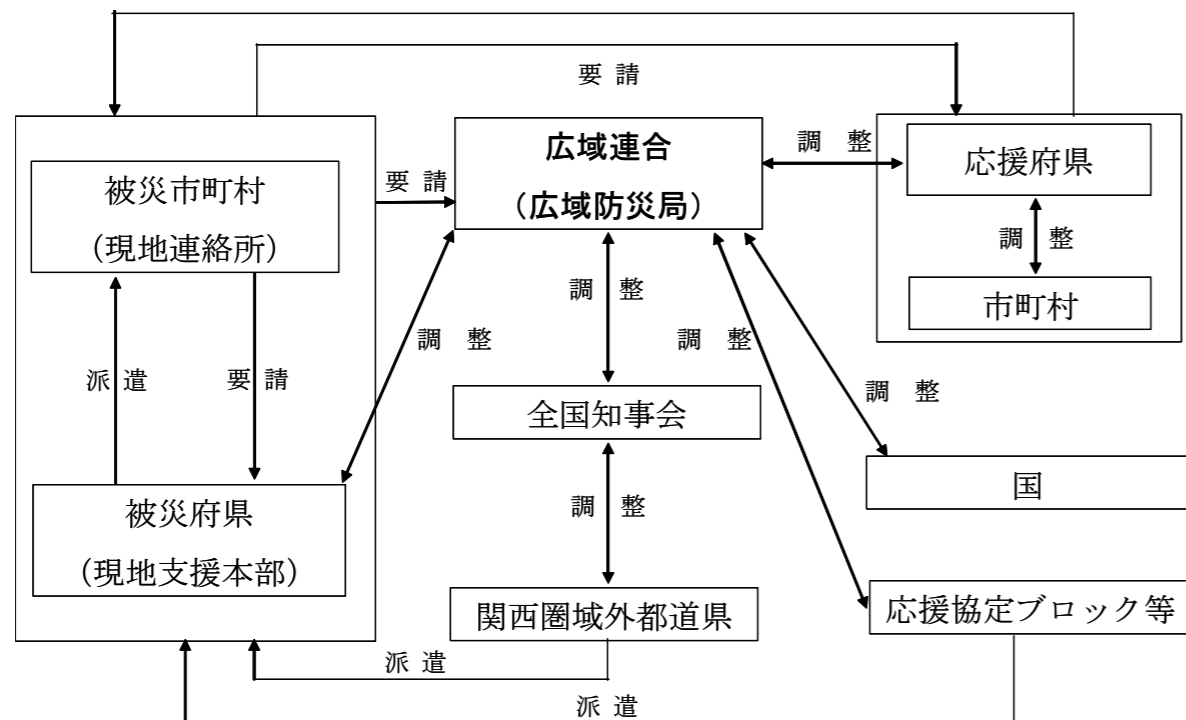 要 請
広域連合
（広域防災局）
調 整
応援府県
被災市町村
（現地連絡所）
要 請
調 整
市町村
調 整
調 整
調 整
派 遣
要 請
調 整
全国知事会
被災府県
（現地支援本部）
調 整
国
関西圏域外都道県
応援協定ブロック等
派 遣
派 遣